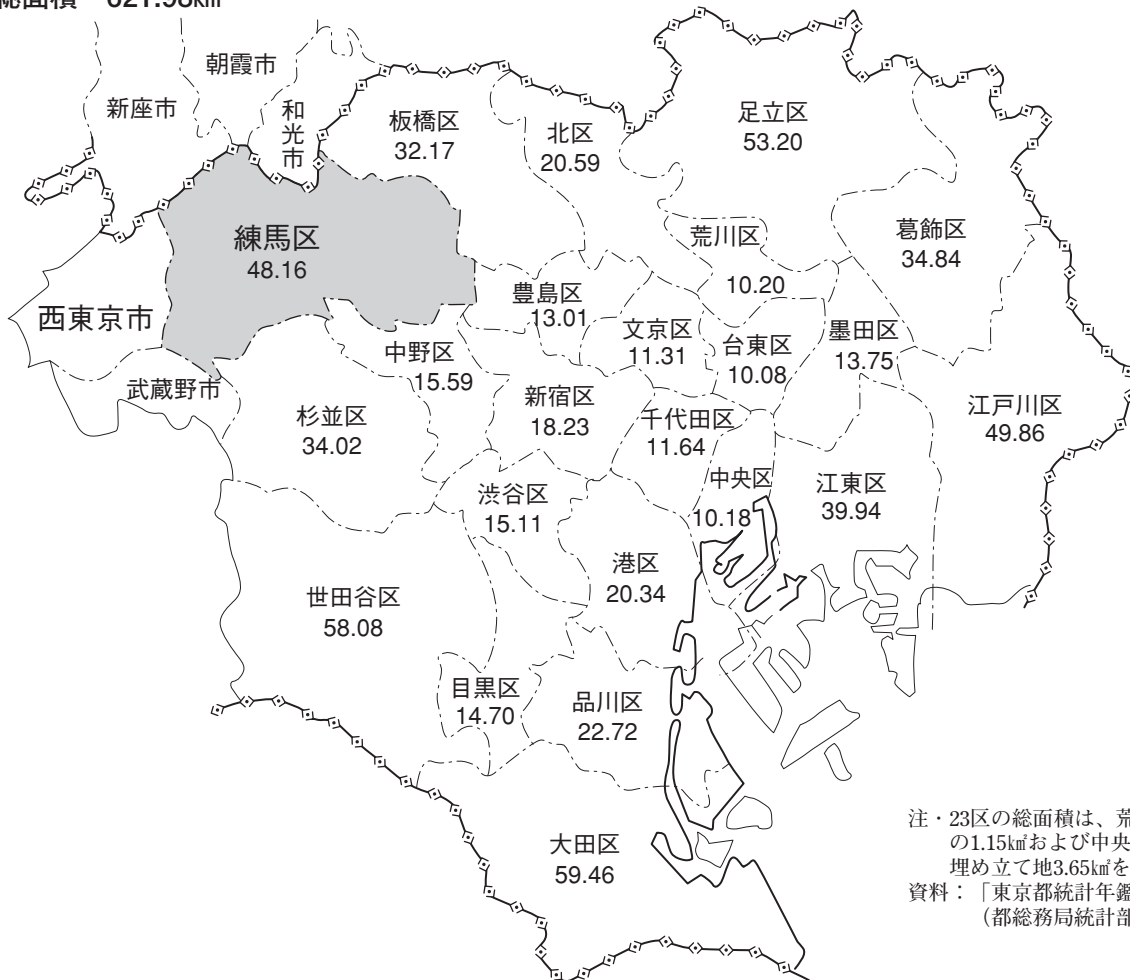 総面積 621.98k㎡
朝霞市
新座市
和光市
板橋区
32.17
北区
20.59
足立区
53.20
練馬区
48.16
荒川区
10.20
葛飾区
34.84
西東京市
豊島区
13.01
文京区
11.31
台東区
10.08
墨田区
13.75
中野区
15.59
武蔵野市
杉並区
34.02
新宿区
18.23
千代田区
11.64
江戸川区
49.86
中央区
10.18
江東区
39.94
渋谷区
15.11
港区
20.34
世田谷区
58.08
目黒区
14.70
品川区
22.72
大田区
59.46
注・23区の総面積は、荒
の1.15㎢および中央
埋め立て地3.65㎢を
資料：「東京都統計年鑑
（都総務局統計部